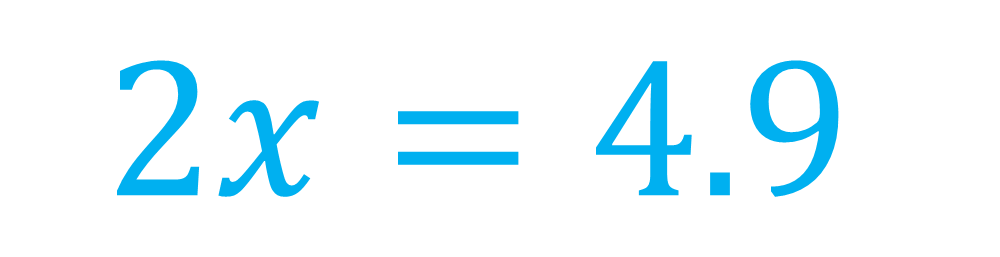 2x = 4.9